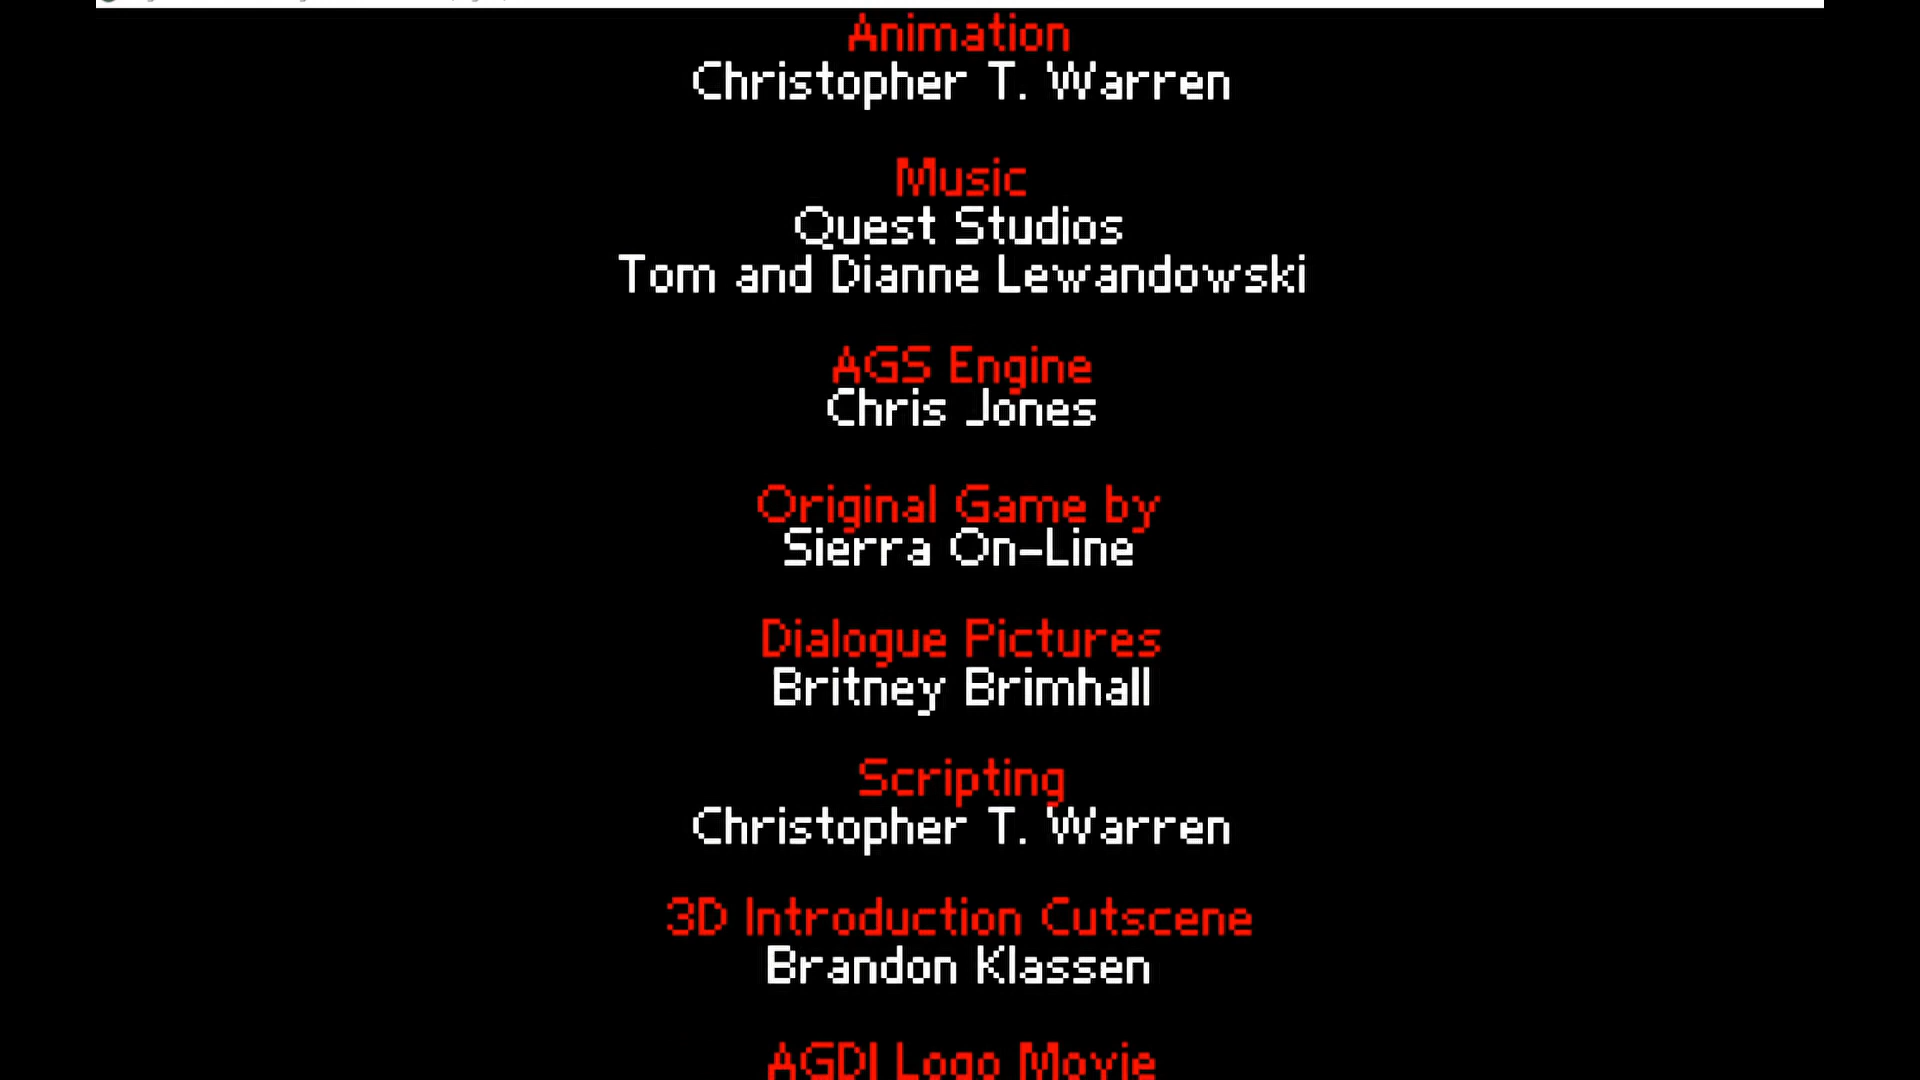 Animation
Christopher T. Warren
Music
Quest Studios
Tom and Dianne Lewandowski
AGS Engine
Chris Jones
Original Game by
Sierra On-Line
Dialogue Pictures
Britney Brimhall
Scripting
Christopher T. Warren
3D Introduction Cutscene
Brandon Klassen
AGDI Logo Movie